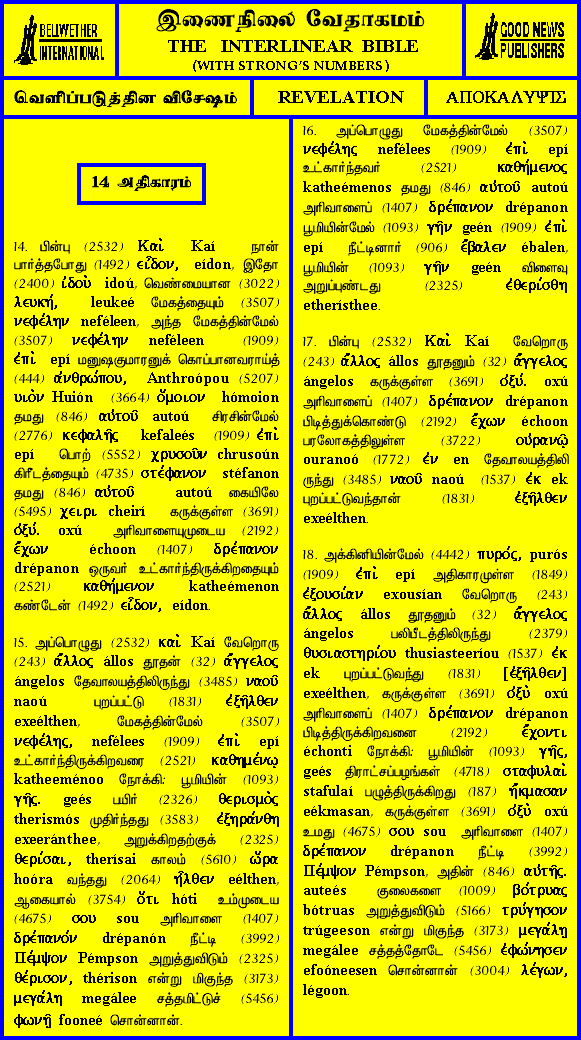 BELLWETHER
INTERNATIONAL
இணைநிலை வேதாகமம்
THE INTERLINEAR BIBLE
(WITH STRONG'S NUMBERS)
GOOD NEWS
PUBLISHERS
வெளிப்படுத்தின விசேஷம்
REVELATION
ΑΠΟΚΑΛΥΨΙΣ
14 அதிகாரம்
14. பின்பு (2532) Καὶ Kaí நான்
பார்த்தபோது (1492) εἶδον, eídon, இதோ
(2400) ἰδοὺ idoú, வெண்மையான (3022)
λευκή, leukeé மேகத்தையும் (3507)
νεφέλην neféleen, அந்த மேகத்தின்மேல்
(3507) νεφέλην neféleen (1909)
ἐπὶ epí மனுஷகுமாரனுக் கொப்பானவராய்த்
(444) ἀνθρώπου, Anthroópou (5207)
υιὸν Huión (3664) ὅμοιον hómoion
தமது (846) αὐτοῦ autoú சிரசின்மேல்
(2776) κεφαλῆς kefaleés (1909) ἐπὶ
epí பொற் (5552) χρυσοῦν chrusoún
கிரீடத்தையும் (4735) στέφανον stéfanon
தமது (846) αὐτοῦ autoú கையிலே
(5495) χειρι cheirí கருக்குள்ள (3691)
ὀξύ. oxú அரிவாளையுமுடைய (2192)
ἔχων échoon (1407) δρέπανον
drépanon ஒருவர் உட்கார்ந்திருக்கிறதையும்
(2521) καθήμενον katheémenon
கண்டேன் (1492) εἶδον, eídon.
15. அப்பொழுது (2532) καὶ Kaí வேறொரு
(243) ἄλλος állos தூதன் (32) ἄγγελος
ángelos தேவாலயத்திலிருந்து (3485) ναοῦ
naoú புறப்பட்டு (1831) ἐξῆλθεν
exeélthen, மேகத்தின்மேல் (3507)
νεφέλης, nefélees (1909) ἐπὶ epí
உட்கார்ந்திருக்கிறவரை (2521) καθημένῳ
katheeménoo நோக்கி: பூமியின் (1093)
γῆς. geés பயிர் (2326) θερισμὸς
therismós முதிர்ந்தது (3583) ἐξηράνθη
exeeránthee, அறுக்கிறதற்குக் (2325)
θερίσαι, therísai காலம் (5610) ὥρα
hoóra வந்தது (2064) ἦλθεν eélthen,
ஆகையால் (3754) ὅτι hóti உம்முடைய
(4675) σου sou அரிவாளை (1407)
δρέπανόν drépanón நீட்டி (3992)
Πέμψον Pémpson அறுத்துவிடும் (2325)
θέρισον, thérison என்று மிகுந்த (3173)
μεγάλη megálee சத்தமிட்டுச் (5456)
φωνῇ fooneé சொன்னான்.
16. அப்பொழுது மேகத்தின்மேல் (3507)
νεφέλης nefélees (1909) ἐπὶ epí
உட்கார்ந்தவர் (2521) καθήμενος
katheémenos தமது (846) αὐτοῦ autoú
அரிவாளைப் (1407) δρέπανον drépanon
பூமியின்மேல் (1093) γῆν geén (1909) ἐπὶ
epí நீட்டினார் (906) ἔβαλεν ébalen,
பூமியின் (1093) γῆν geén விளைவு
அறுப்புண்டது (2325) ἐθερίσθη
etherísthee.
17. பின்பு (2532) Καὶ Kaí வேறொரு
(243) ἄλλος állos தூதனும் (32) ἄγγελος
ángelos கருக்குள்ள (3691) ὀξύ. oxú
அரிவாளைப் (1407) δρέπανον drépanon
பிடித்துக்கொண்டு (2192) ἔχων échoon
பரலோகத்திலுள்ள (3722) οὐρανῷ
ouranoó (1772) ἐν en தேவாலயத்திலி
ருந்து (3485) ναοῦ naoú (1537) ἐκ ek
புறப்பட்டுவந்தான் (1831) ἐξῆλθεν
exeélthen.
18. அக்கினியின்மேல் (4442) πυρός, purós
(1909) ἐπὶ epí அதிகாரமுள்ள (1849)
ἐξουσίαν exousían வேறொரு (243)
ἄλλος állos தூதனும் (32) ἄγγελος
ángelos பலிபீடத்திலிருந்து (2379)
θυσιαστηρίου thusiasteeríou (1537) ἐκ
ek புறப்பட்டுவந்து (1831) [ἐξῆλθεν]
exeélthen, கருக்குள்ள (3691) ὀξὺ oxú
அரிவாளைப் (1407) δρέπανον drépanon
பிடித்திருக்கிறவனை (2192) ἔχοντι
échonti நோக்கி: பூமியின் (1093) γῆς,
geés திராட்சப்பழங்கள் (4718) σταφυλαὶ
stafulaí பழுத்திருக்கிறது (187) ἤκμασαν
eékmasan, கருக்குள்ள (3691) ὀξὺ oxú
உமது (4675) σου sou அரிவாளை (1407)
δρέπανον drépanon நீட்டி (3992)
Πέμψον Pémpson, அதின் (846) αὐτῆς.
auteés குலைகளை (1009) βότρυας
bótruas அறுத்துவிடும் (5166) τρύγησον
trúgeeson என்று மிகுந்த (3173) μεγάλῃ
megálee சத்தத்தோடே (5456) ἐφώνησεν
efoóneesen சொன்னான் (3004) λέγων,
légoon.